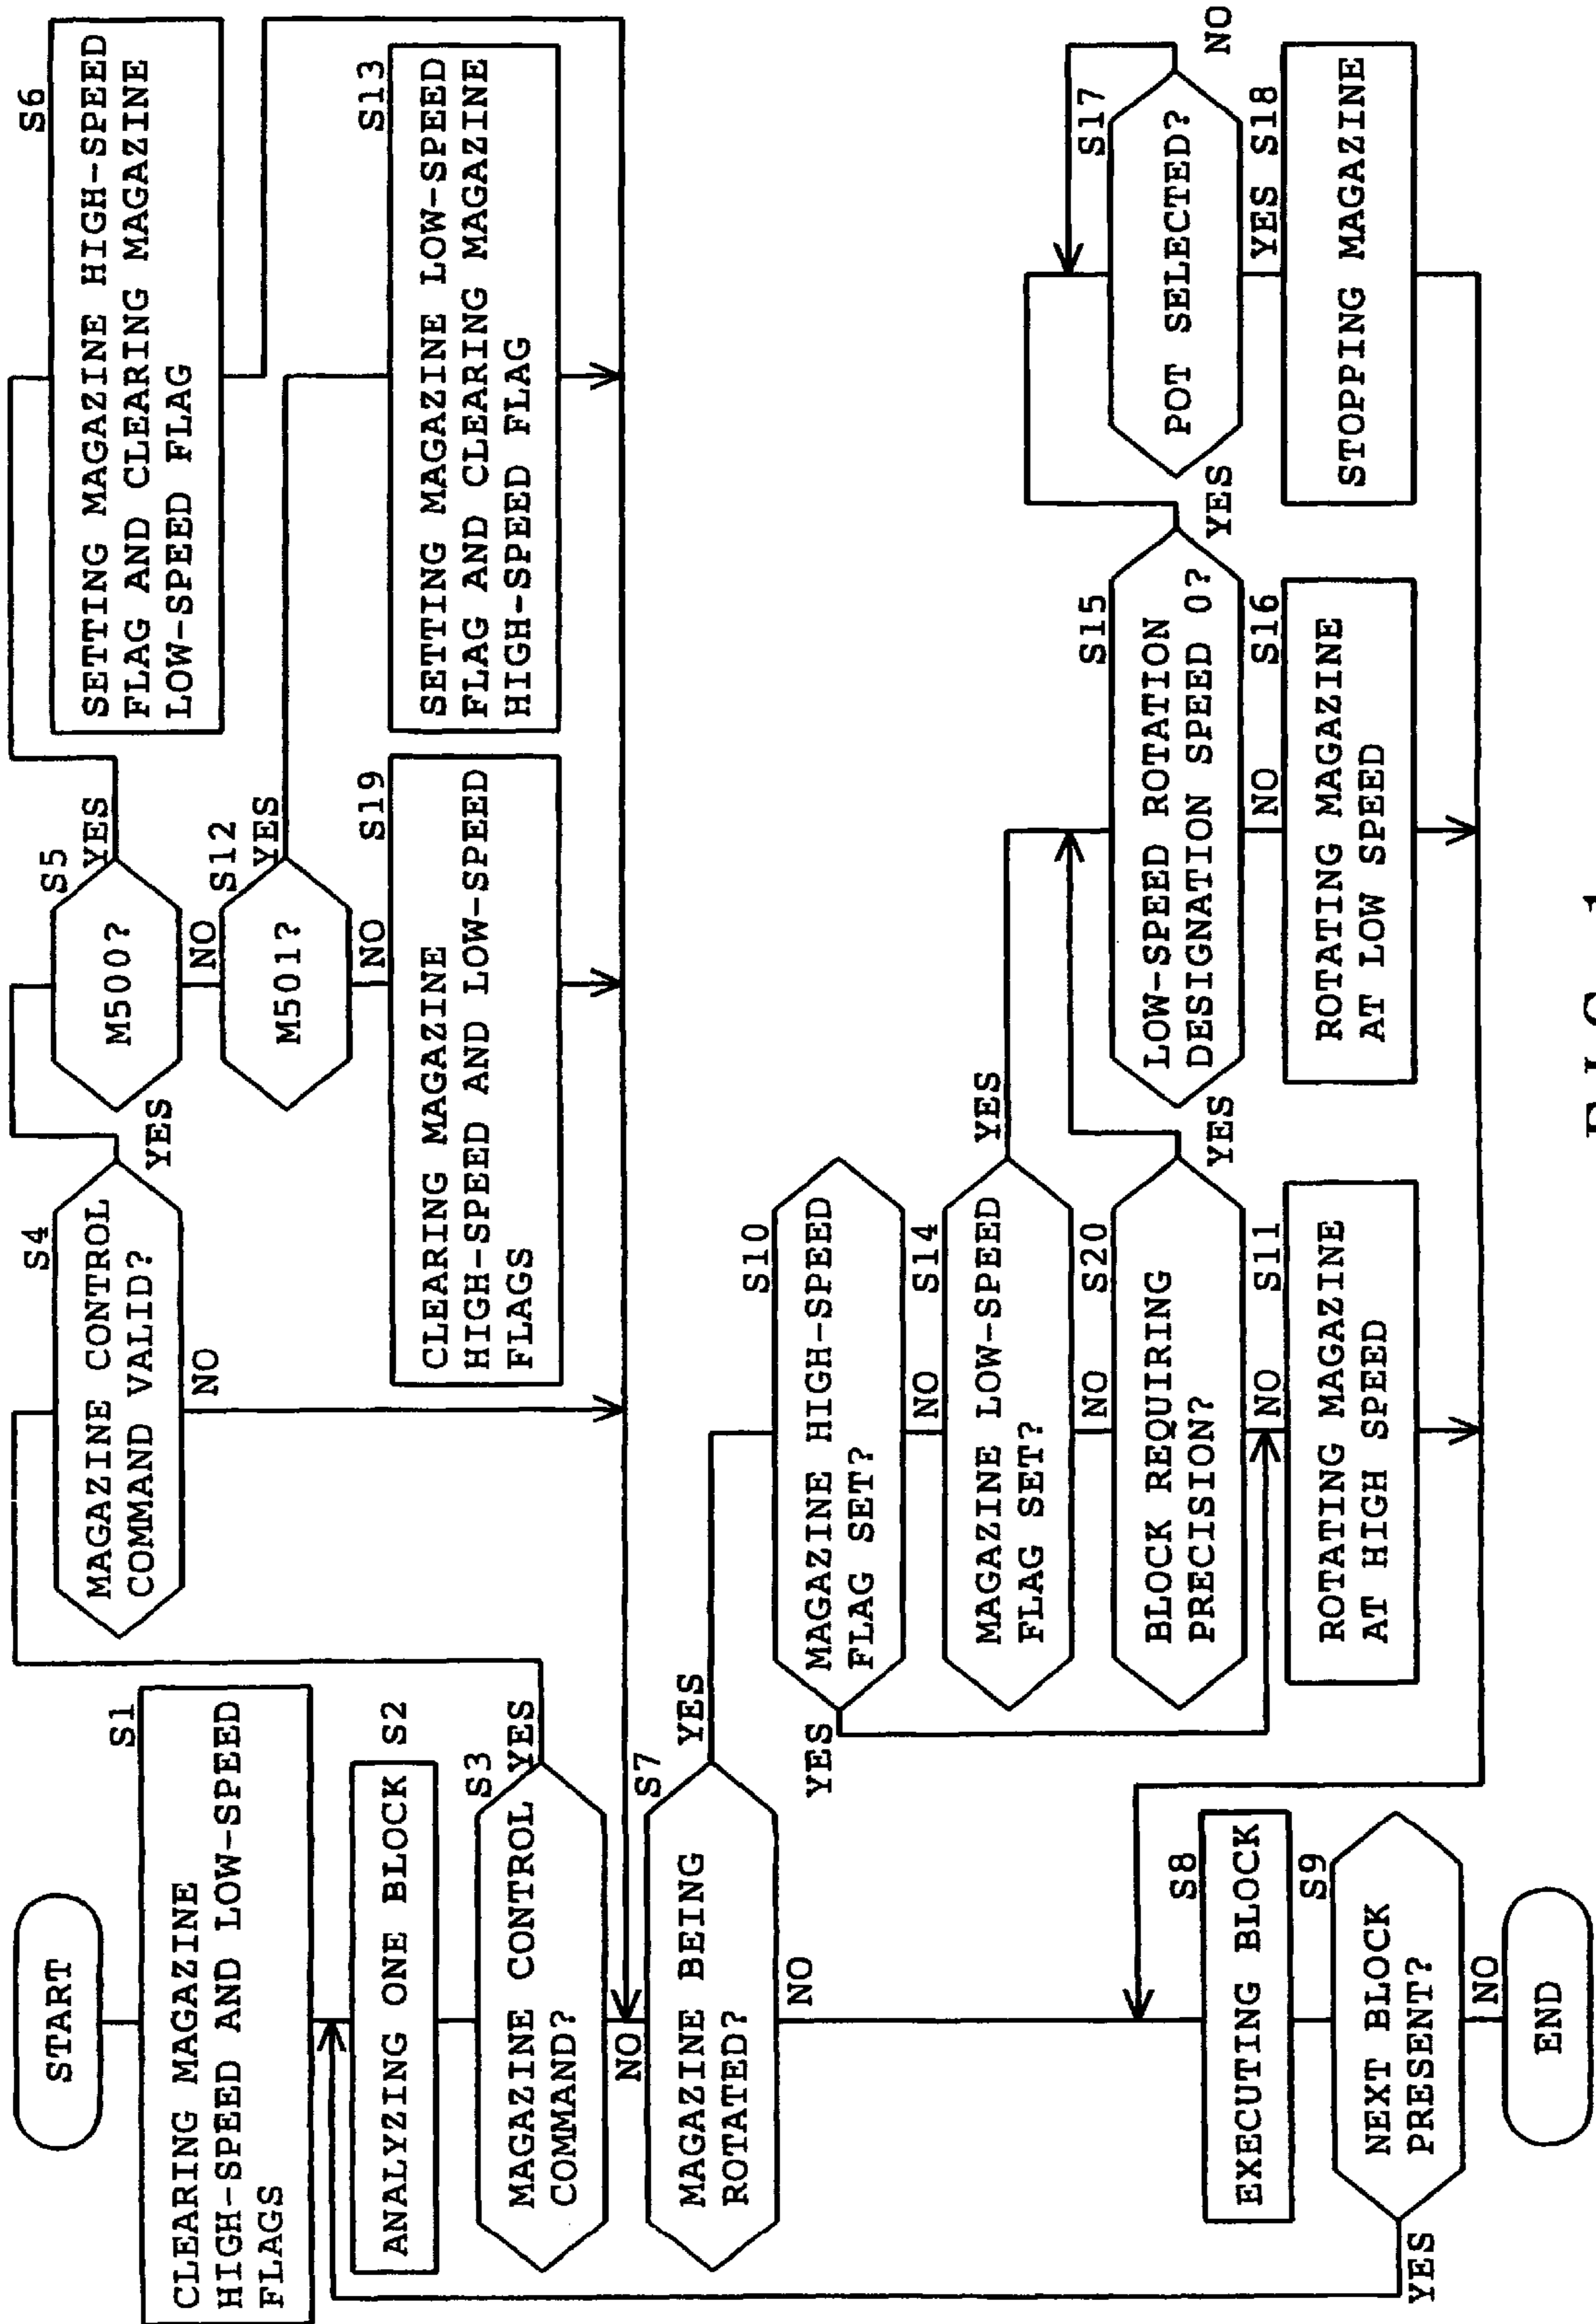 START
S1
CLEARING MAGAZINE
HIGH-SPEED AND LOW-SPEED
FLAGS
S2
ANALYZING ONE BLOCK
S3
MAGAZINE CONTROL
COMMAND?
YES
NO
S4
MAGAZINE CONTROL
COMMAND VALID?
YES
NO
S5
M500?
YES
NO
S6
SETTING MAGAZINE HIGH-SPEED
FLAG AND CLEARING MAGAZINE
LOW-SPEED FLAG
S12
M501?
YES
NO
S13
SETTING MAGAZINE LOW-SPEED
FLAG AND CLEARING MAGAZINE
HIGH-SPEED FLAG
S19
CLEARING MAGAZINE
HIGH-SPEED AND LOW-SPEED
FLAGS
S7
MAGAZINE BEING
ROTATED?
YES
NO
S10
MAGAZINE HIGH-SPEED
FLAG SET?
YES
NO
S14
MAGAZINE LOW-SPEED
FLAG SET?
YES
NO
S20
BLOCK REQUIRING
PRECISION?
YES
NO
S11
ROTATING MAGAZINE
AT HIGH SPEED
S15
LOW-SPEED ROTATION
DESIGNATION SPEED 0?
YES
NO
S16
ROTATING MAGAZINE
AT LOW SPEED
S17
POT SELECTED?
NO
YES
S18
STOPPING MAGAZINE
S8
EXECUTING BLOCK
S9
NEXT BLOCK
PRESENT?
YES
NO
END